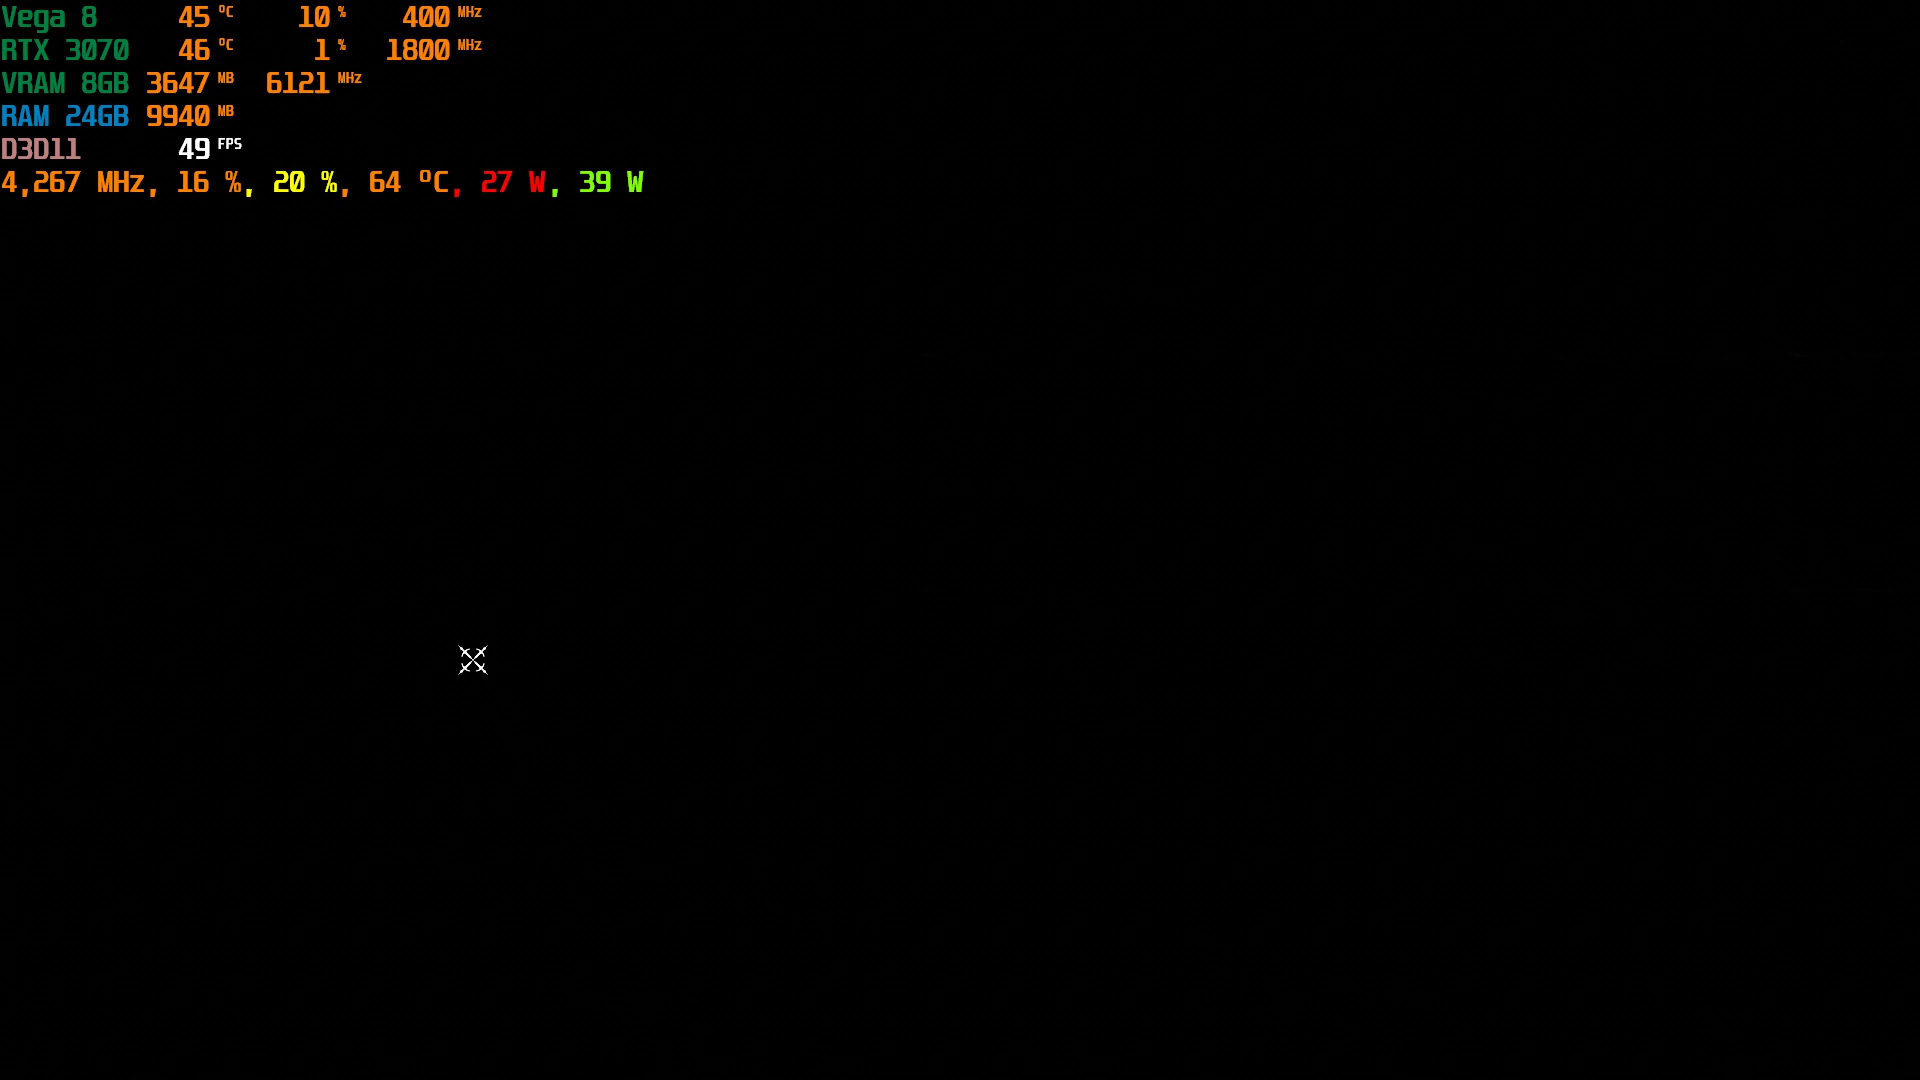 Vega 8 45 °C 10 % 400 MHz
RTX 3070 46 °C 1 % 1800 MHz
VRAM 8GB 3647 MB 6121 MHz
RAM 24GB 9940 MB
D3D11 49 FPS
4,267 MHz, 16 %, 20 %, 64 °C, 27 W, 39 W